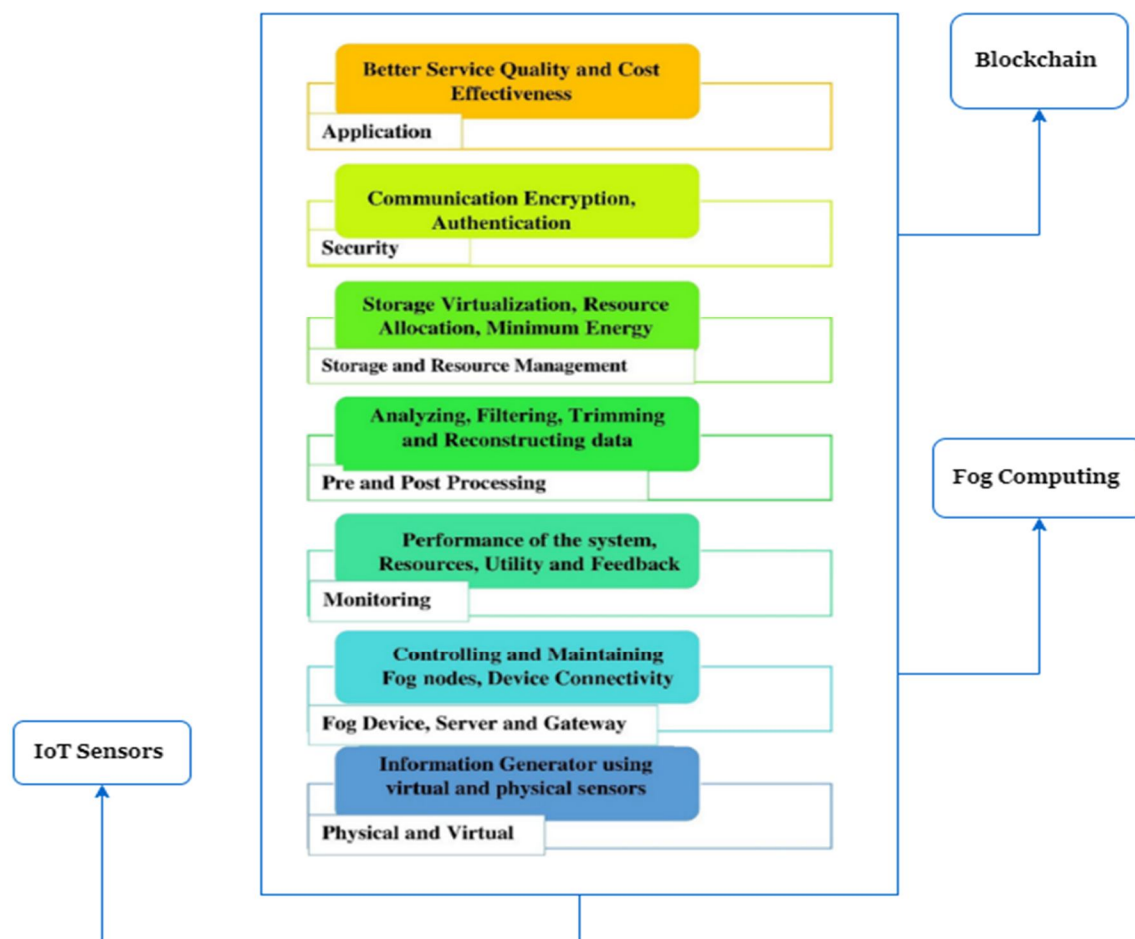 Blockchain
Better Service Quality and Cost
Effectiveness
Application
Communication Encryption,
Authentication
Security
Storage Virtualization, Resource
Allocation, Minimum Energy
Storage and Resource Management
Analyzing, Filtering, Trimming
and Reconstructing data
Pre and Post Processing
Fog Computing
Performance of the system,
Resources, Utility and Feedback
Monitoring
Controlling and Maintaining
Fog nodes, Device Connectivity
Fog Device, Server and Gateway
IoT Sensors
Information Generator using
virtual and physical sensors
Physical and Virtual